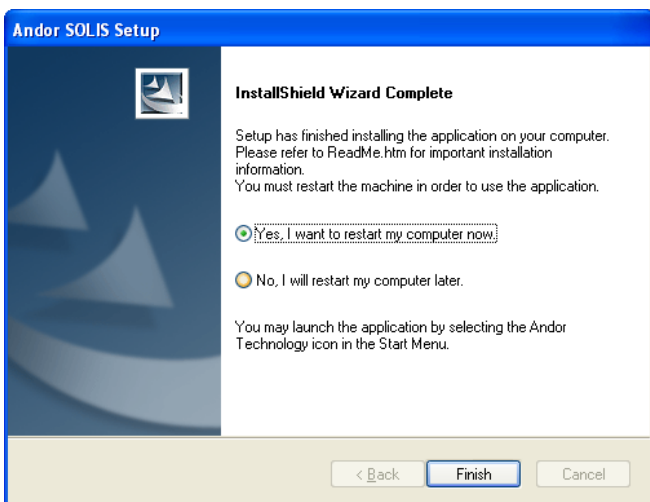 Andor SOLIS Setup
InstallShield Wizard Complete
Setup has finished installing the application on your computer.
Please refer to ReadMe.htm for important installation
information.
You must restart the machine in order to use the application.
Yes, I want to restart my computer now.
No, I will restart my computer later.
You may launch the application by selecting the Andor
Technology icon in the Start Menu.
< Back Finish Cancel